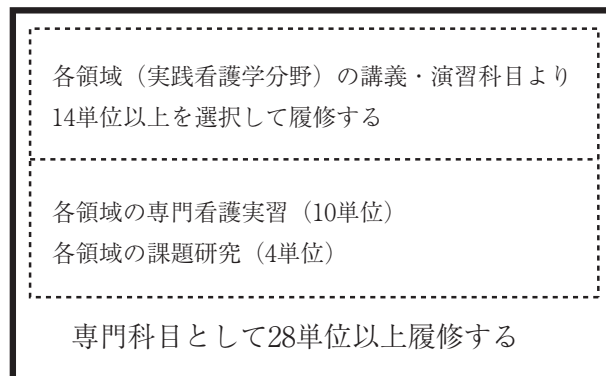 各領域（実践看護学分野）の講義・演習科目より
14単位以上を選択して履修する
各領域の専門看護実習（10単位）
各領域の課題研究（4単位）
専門科目として28単位以上履修する